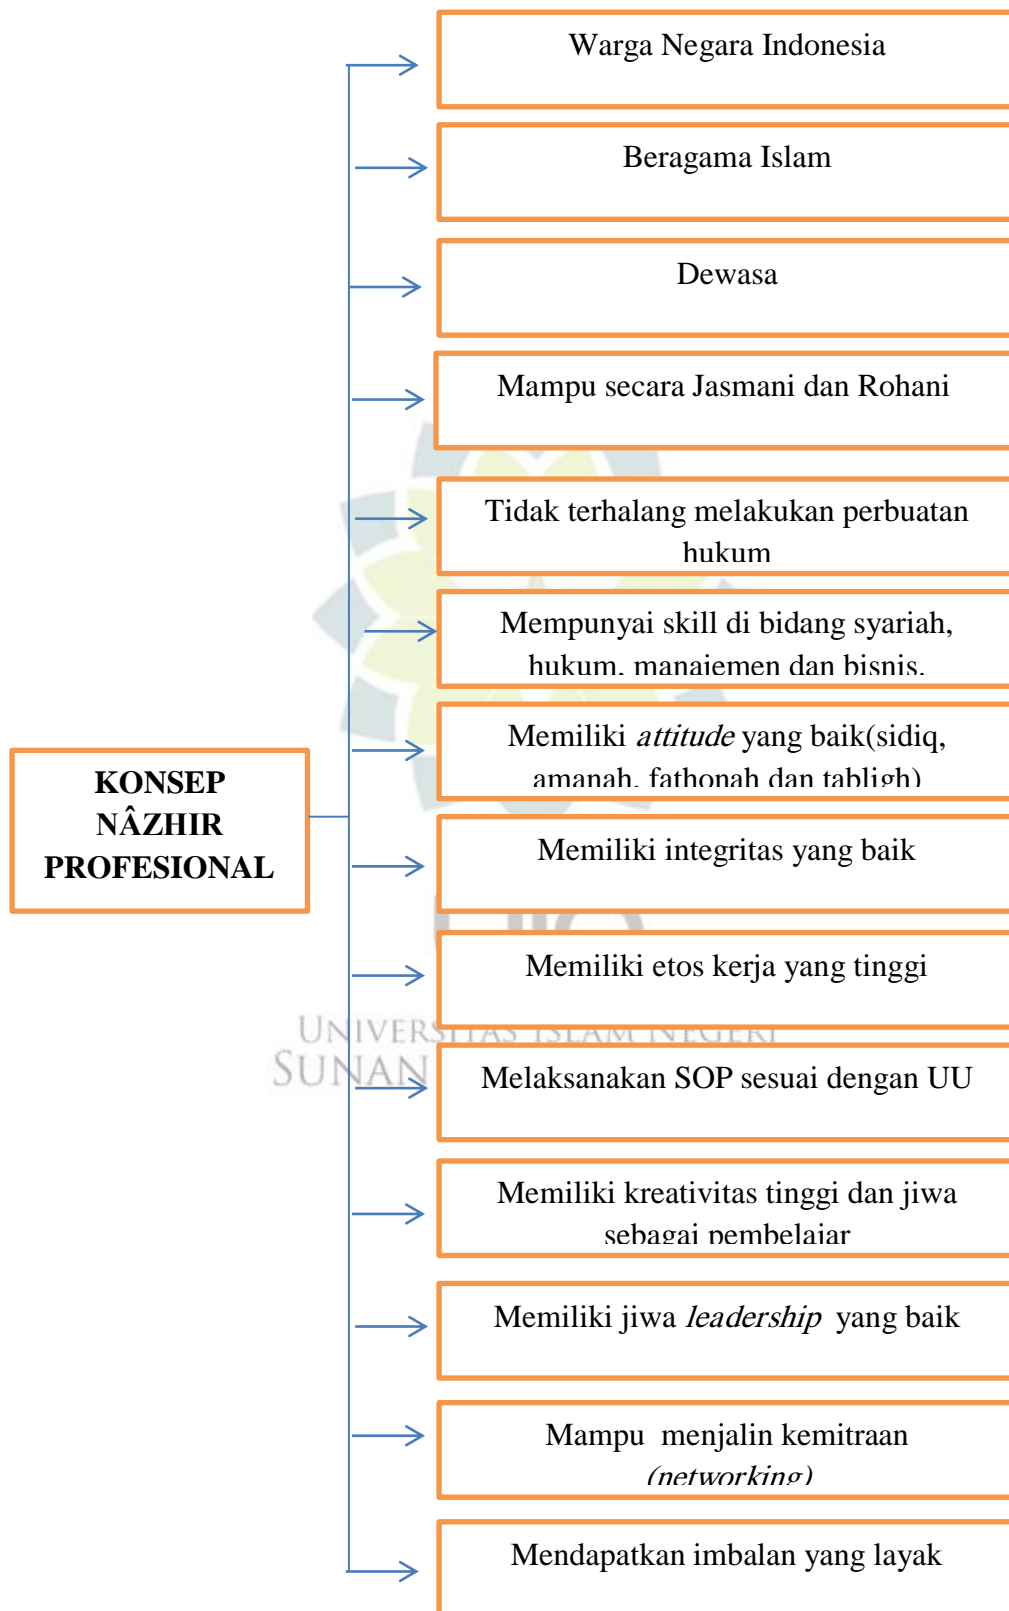 Warga Negara Indonesia
Beragama Islam
Dewasa
Mampu secara Jasmani dan Rohani
Tidak terhalang melakukan perbuatan
hukum
Mempunyai skill di bidang syariah,
hukum, manajemen dan bisnis.
Memiliki attitude yang baik(sidiq,
amanah, fathonah dan tabligh)
KONSEP
NÂZHIR
PROFESIONAL
Memiliki integritas yang baik
Memiliki etos kerja yang tinggi
UNIVERSITAS ISLAM NEGERI
SUNAN
Melaksanakan SOP sesuai dengan UU
Memiliki kreativitas tinggi dan jiwa
sebagai pembelajar
Memiliki jiwa leadership yang baik
Mampu menjalin kemitraan
(networking)
Mendapatkan imbalan yang layak